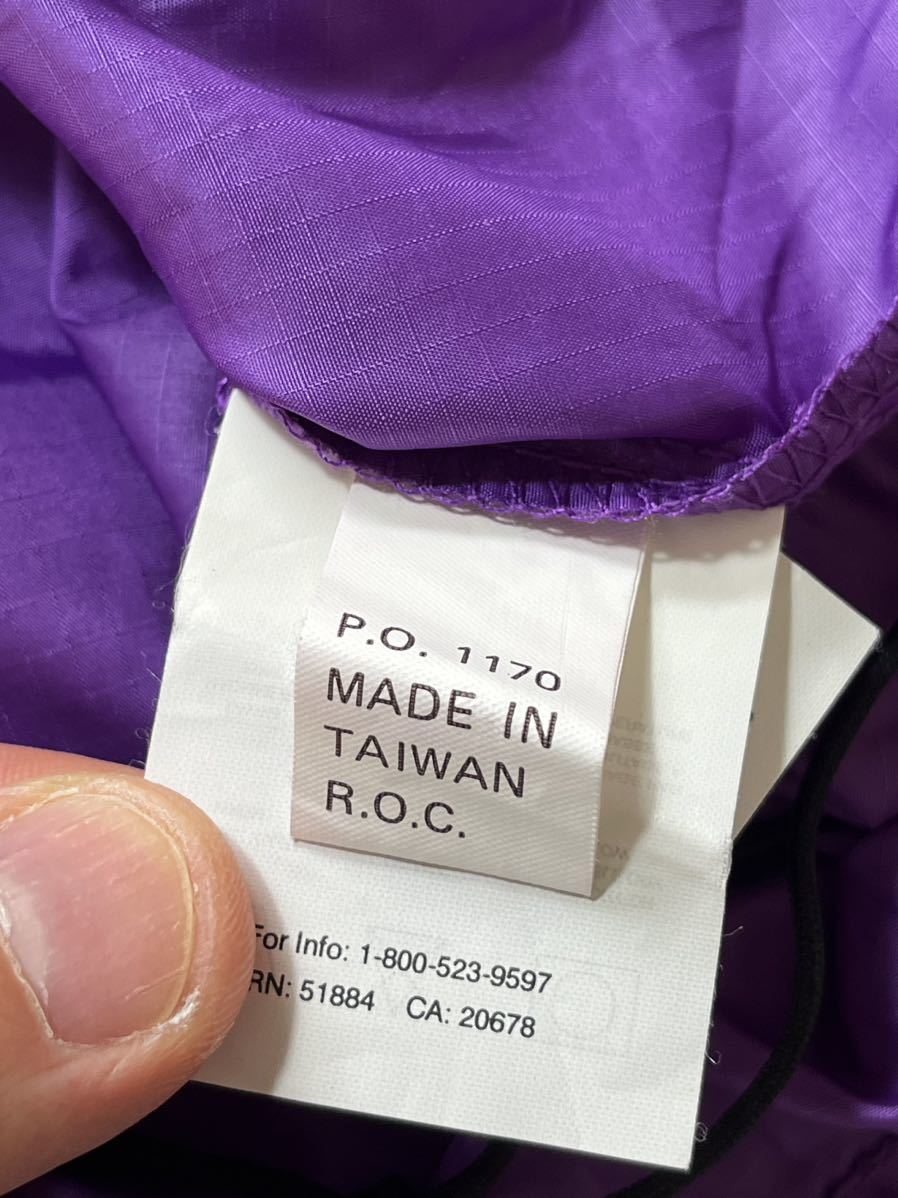 P.O. 1170
MADE IN
TAIWAN
R.O.C.
For Info: 1-800-523-9597
RN: 51884 CA: 20678